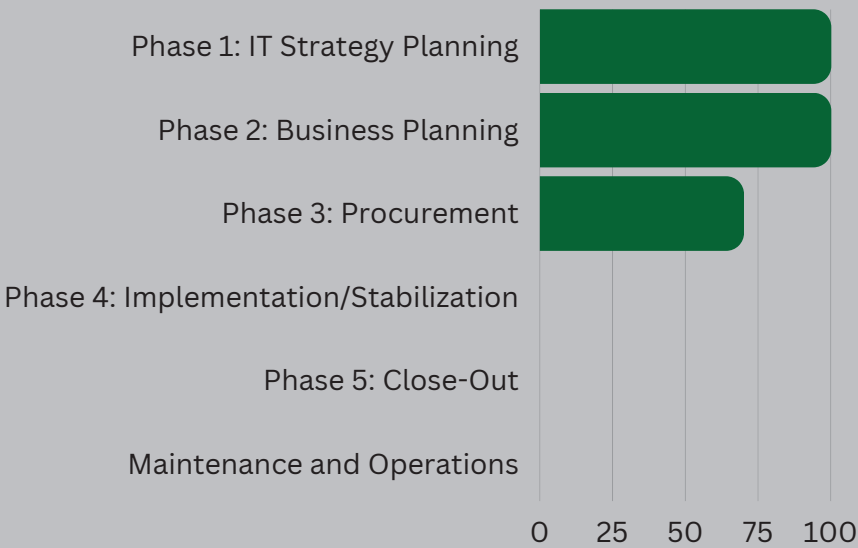 Phase 1: IT Strategy Planning
Phase 2: Business Planning
Phase 3: Procurement
Phase 4: Implementation/Stabilization
Phase 5: Close-Out
Maintenance and Operations
0 25 50 75 100